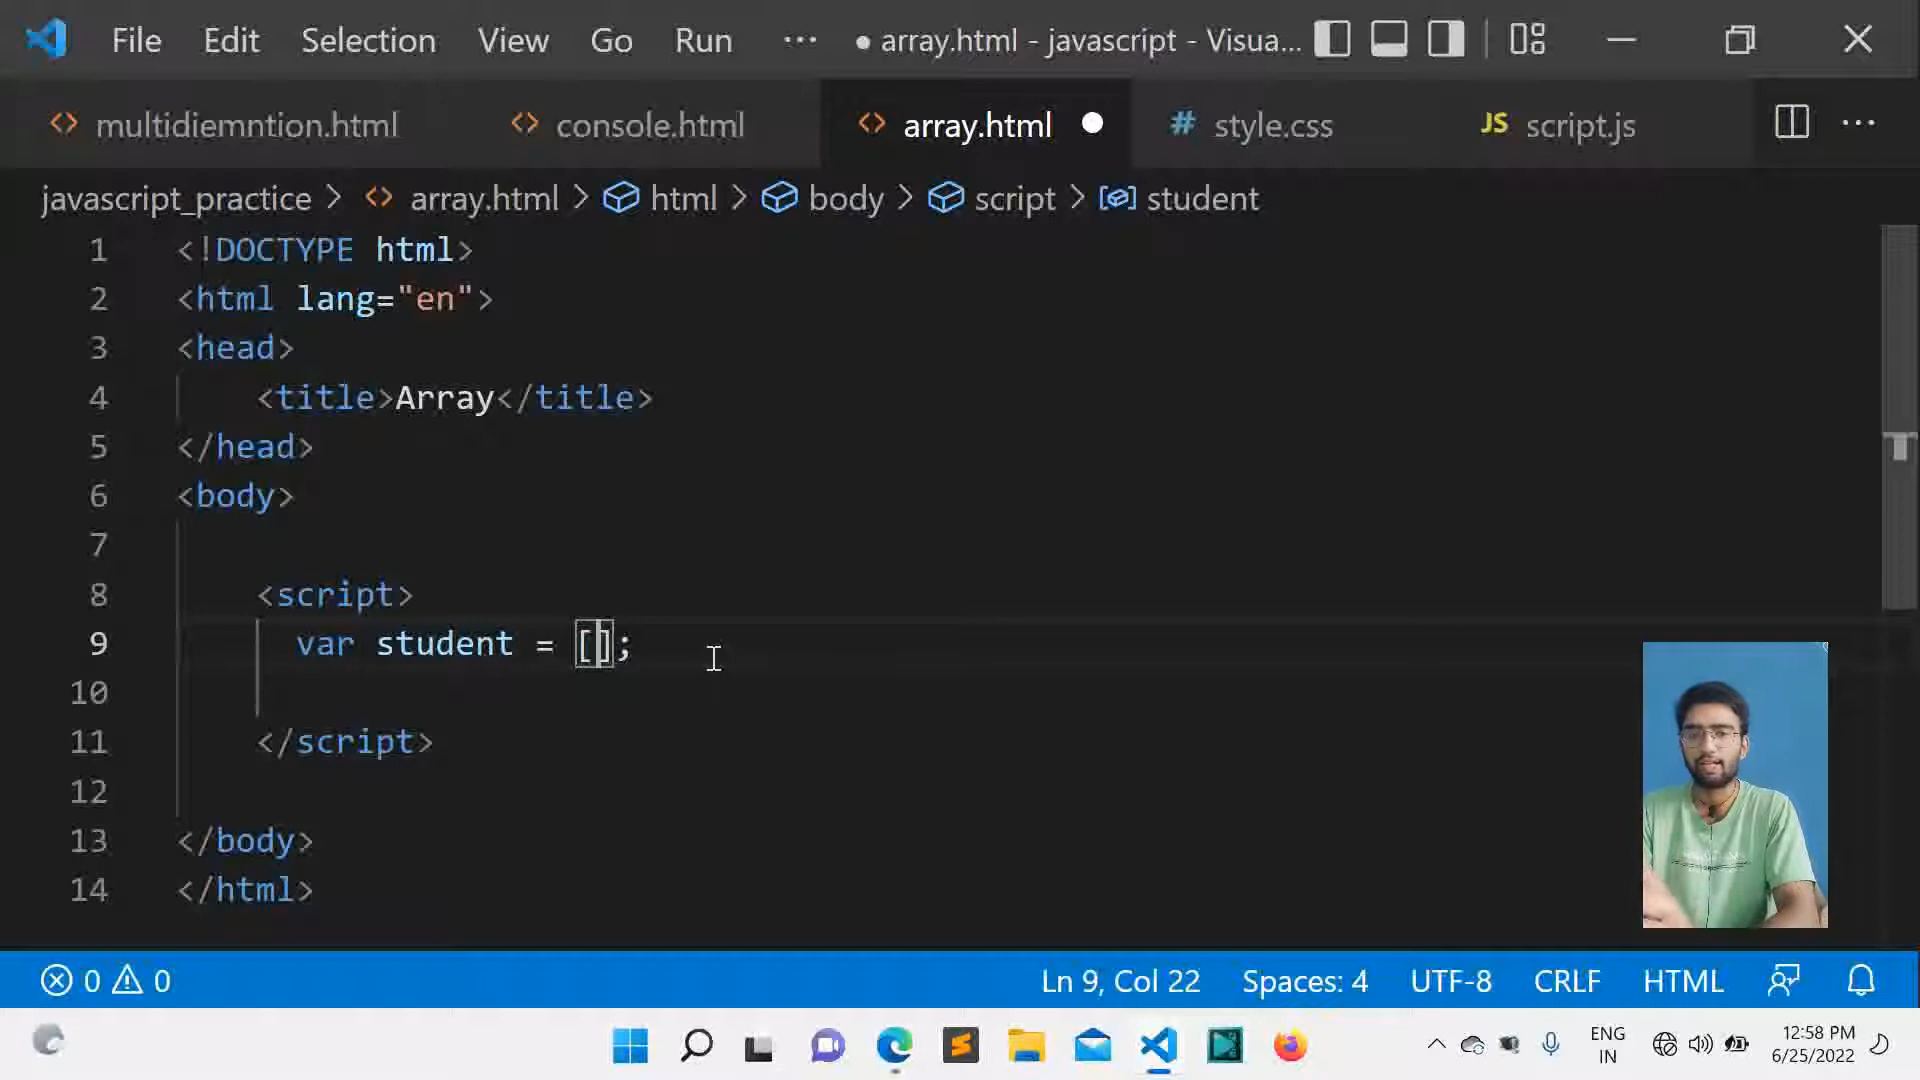 File Edit Selection View Go Run ··· ● array.html - javascript - Visua...
multidiemntion.html console.html array.html # style.css JS script.js
javascript_practice > array.html > html > body > script > student
1 <!DOCTYPE html>
2 <html lang="en">
3 <head>
4 <title>Array</title>
5 </head>
6 <body>
7
8 <script>
9 var student = [];
10
11 </script>
12
13 </body>
14 </html>
0 0 Ln 9, Col 22 Spaces: 4 UTF-8 CRLF HTML
ENG 12:58 PM
IN 6/25/2022